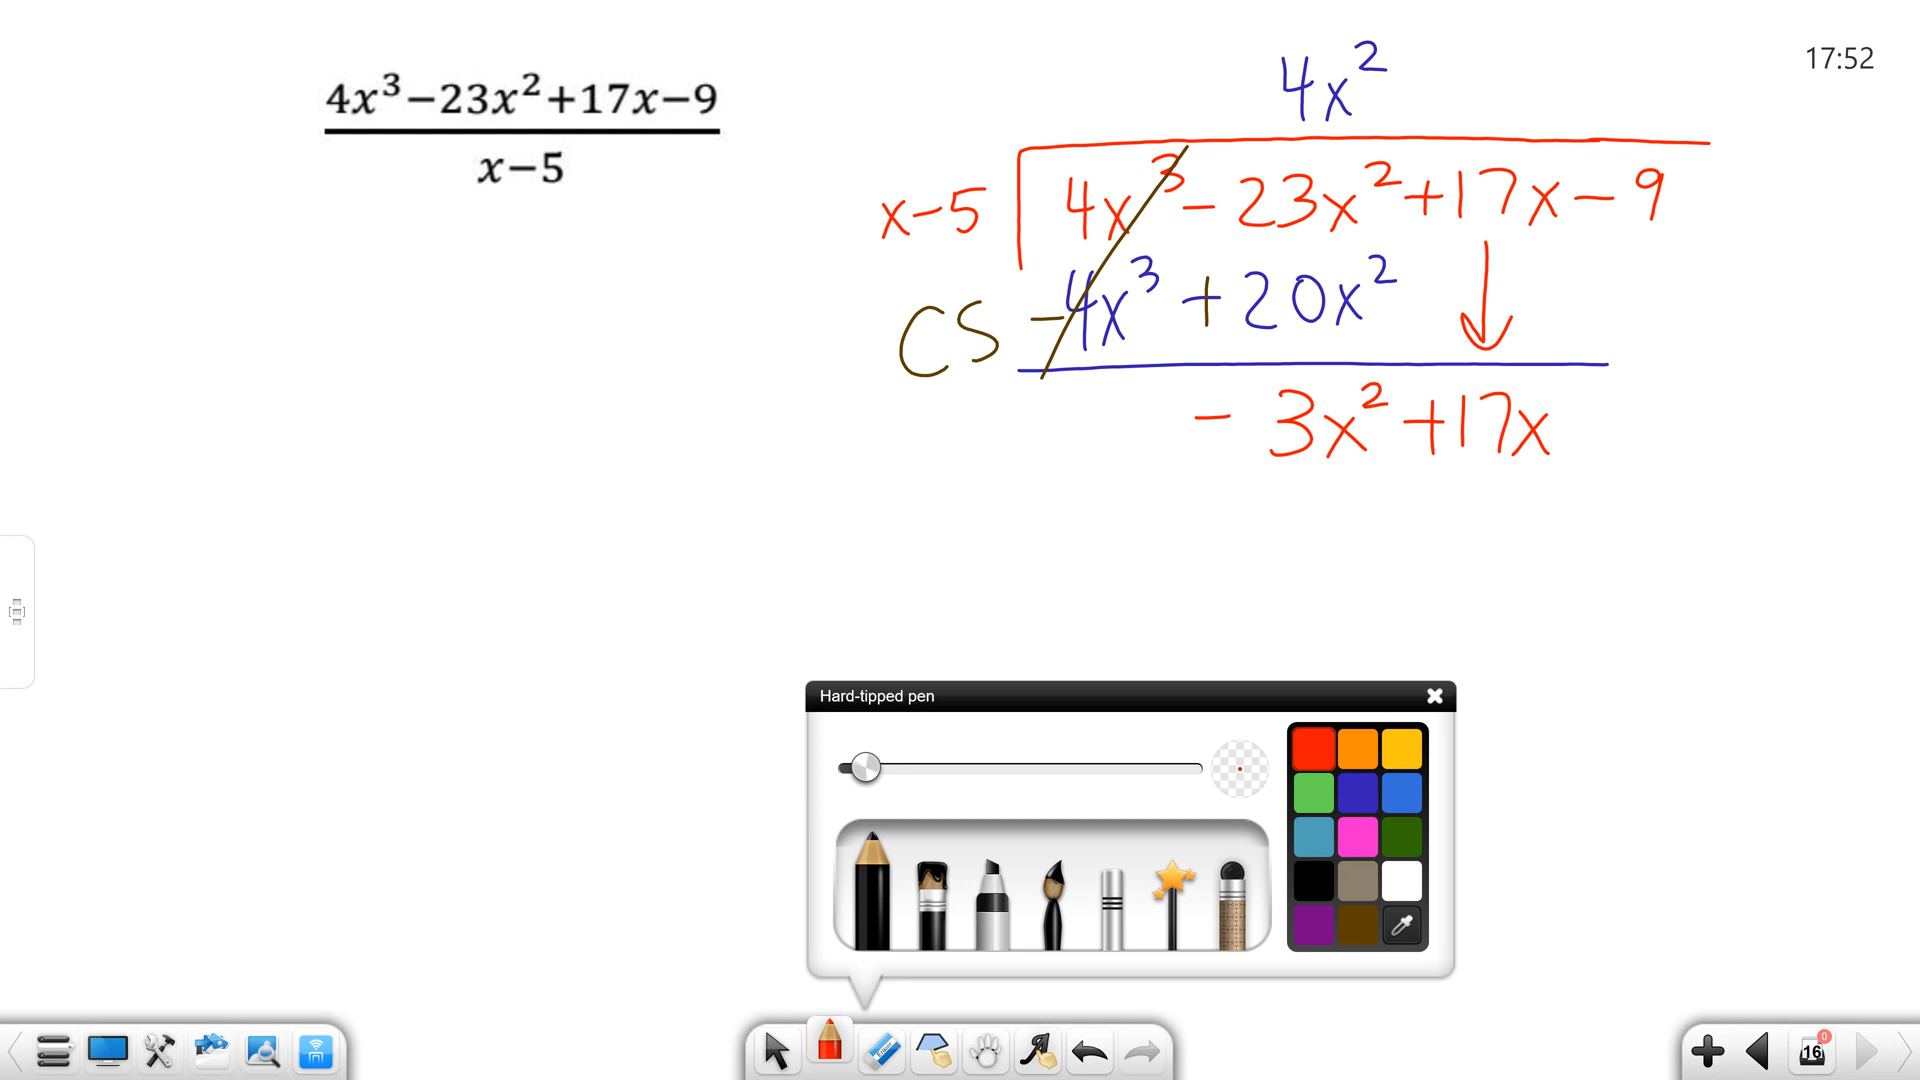 17:52
4x³−23x²+17x−9
x−5
4x²
x−5 4x³ − 23x² + 17x − 9
CS −4x³ + 20x²
− 3x² + 17x
Hard-tipped pen
Eraser
16
0